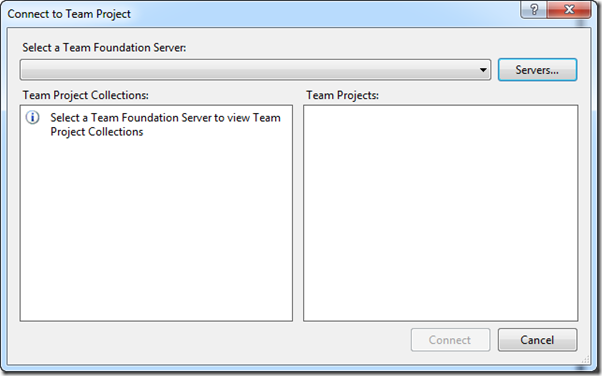 Connect to Team Project
Select a Team Foundation Server:
Servers...
Team Project Collections:
Team Projects:
Select a Team Foundation Server to view Team
Project Collections
Connect
Cancel